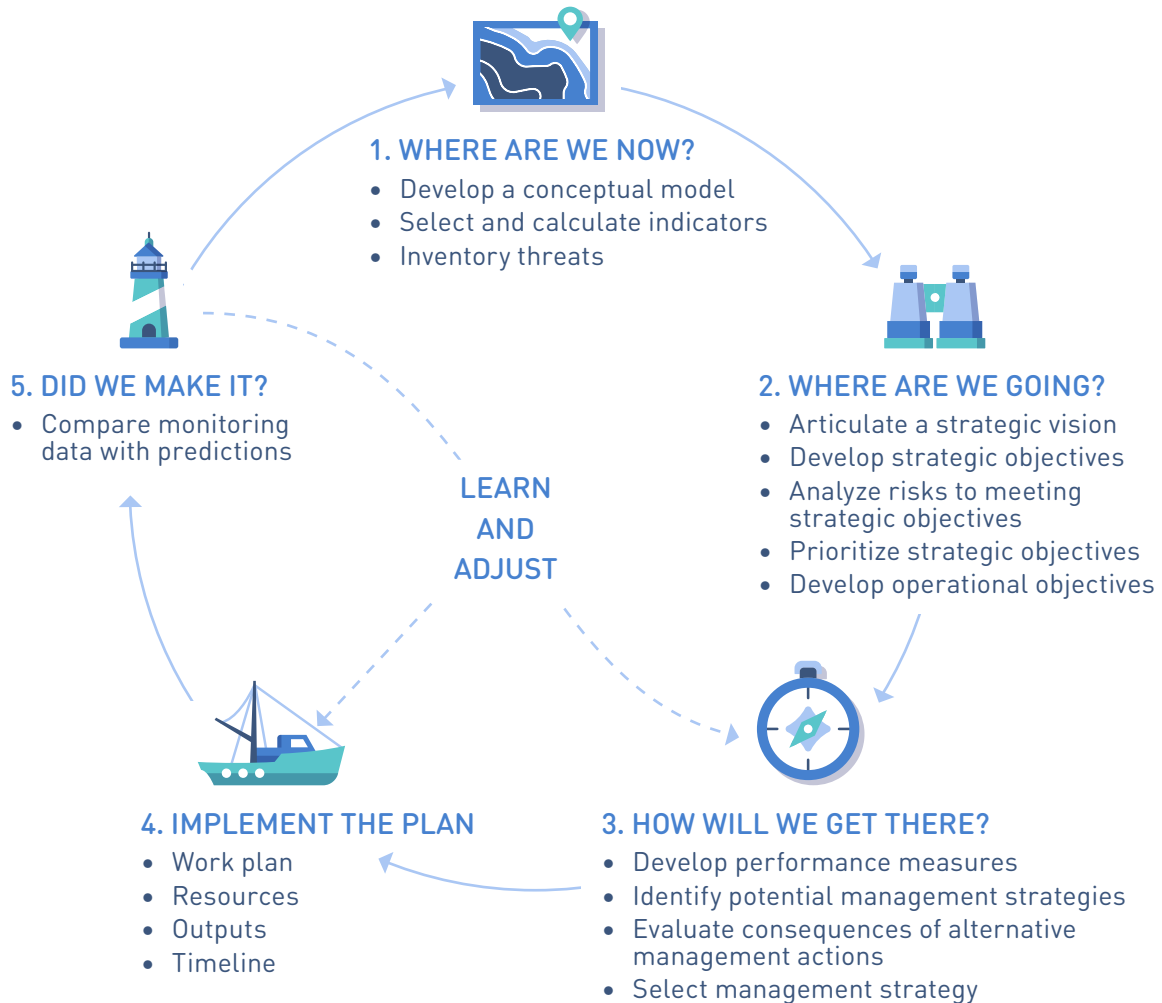 1. WHERE ARE WE NOW?
• Develop a conceptual model
• Select and calculate indicators
• Inventory threats
2. WHERE ARE WE GOING?
• Articulate a strategic vision
• Develop strategic objectives
• Analyze risks to meeting
strategic objectives
• Prioritize strategic objectives
• Develop operational objectives
3. HOW WILL WE GET THERE?
• Develop performance measures
• Identify potential management strategies
• Evaluate consequences of alternative
management actions
• Select management strategy
4. IMPLEMENT THE PLAN
• Work plan
• Resources
• Outputs
• Timeline
5. DID WE MAKE IT?
• Compare monitoring
data with predictions
LEARN
AND
ADJUST